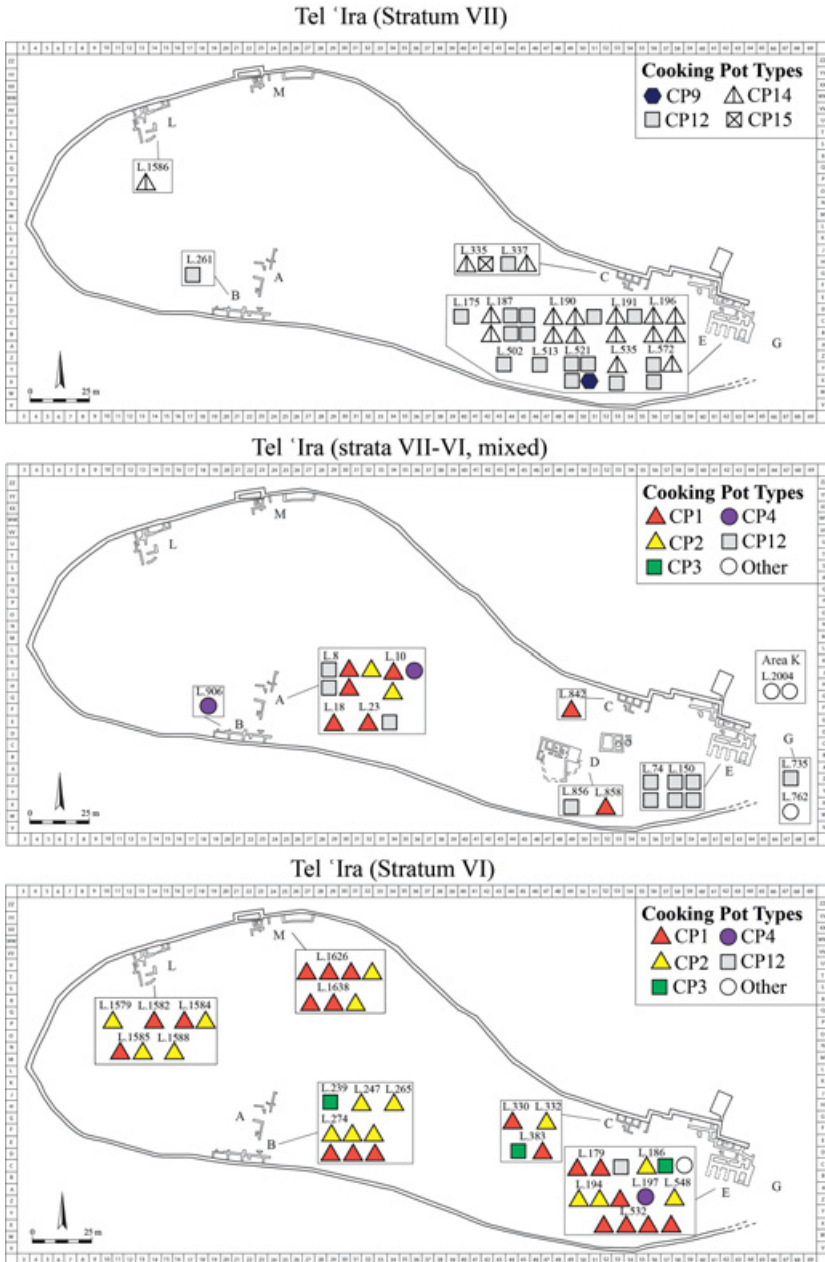 Tel ʿIra (Stratum VII)
Cooking Pot Types
CP9 CP14
CP12 CP15
M
L
L.1586
L.261
A
B
L.335 L.337
C
L.175 L.187 L.190 L.191 L.196
L.502 L.513 L.521 L.535 L.572
E
G
0 25 m
Tel ʿIra (strata VII-VI, mixed)
Cooking Pot Types
CP1 CP4
CP2 CP12
CP3 Other
M
L
L.8 L.10
L.18 L.23
A
L.906
B
Area K
L.2004
L.842
C
D
L.856 L.858
L.74 L.150
E
G
L.735
L.762
0 25 m
Tel ʿIra (Stratum VI)
Cooking Pot Types
CP1 CP4
CP2 CP12
CP3 Other
M
L.1626
L.1638
L
L.1579 L.1582 L.1584
L.1585 L.1588
A
B
L.239 L.247 L.265
L.274
L.330 L.332
L.383
C
L.179 L.186
L.194 L.197 L.548
L.532
E
G
0 25 m